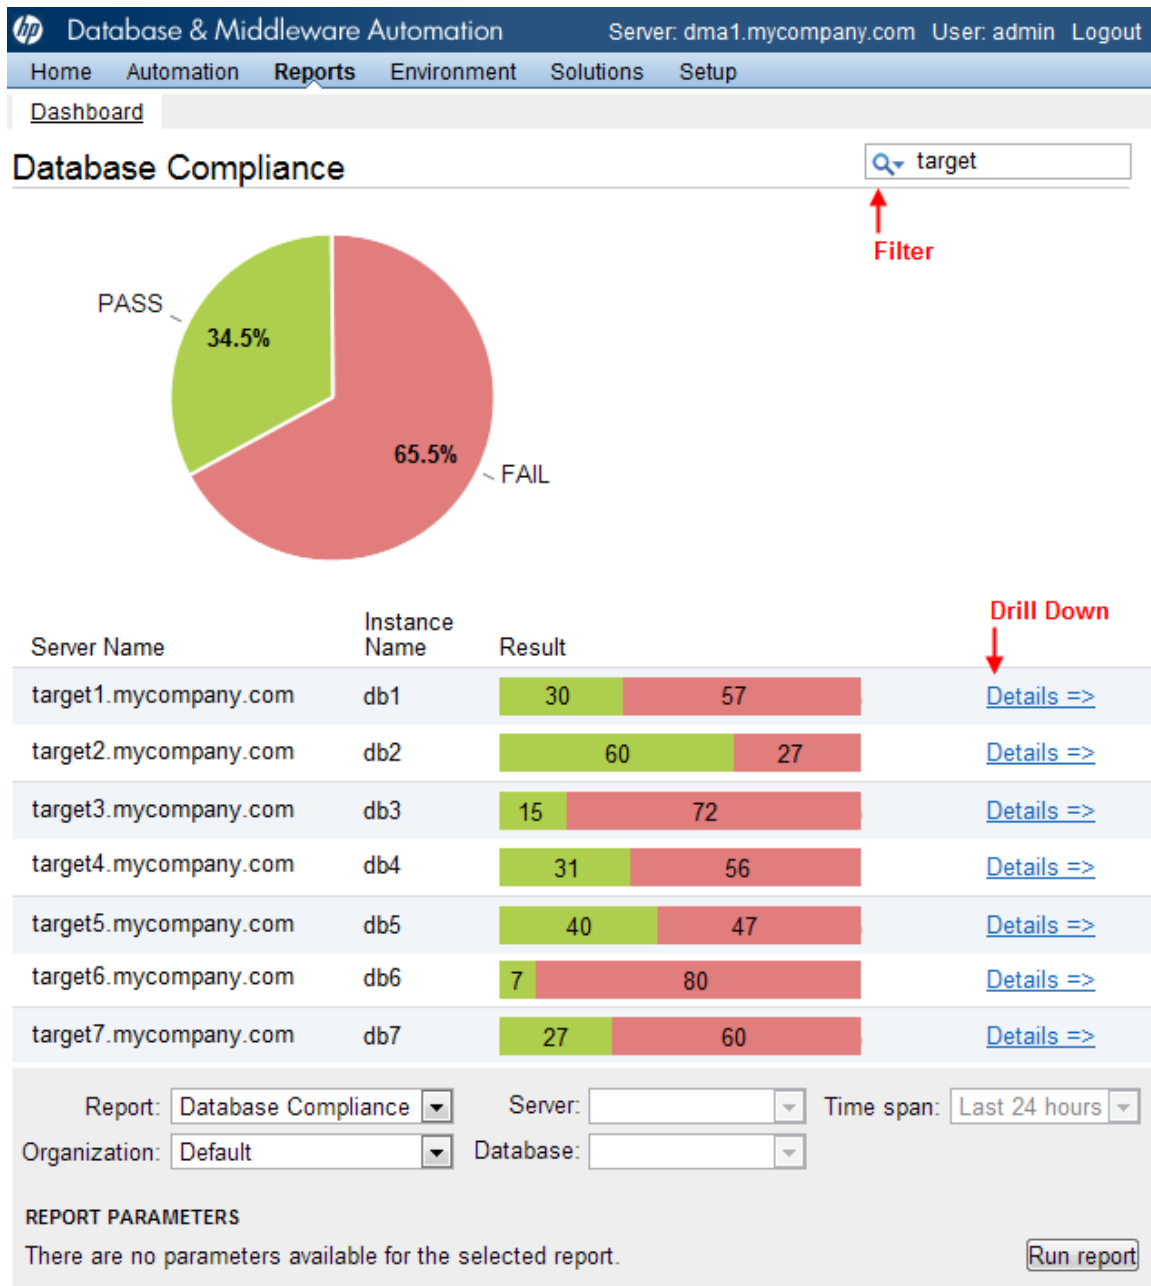 hp Database & Middleware Automation Server: dma1.mycompany.com User: admin Logout
Home Automation Reports Environment Solutions Setup
Dashboard
Database Compliance target
Filter
PASS
34.5%
65.5%
FAIL
Drill Down
Server Name Instance Name Result
target1.mycompany.com db1 30 57 Details =>
target2.mycompany.com db2 60 27 Details =>
target3.mycompany.com db3 15 72 Details =>
target4.mycompany.com db4 31 56 Details =>
target5.mycompany.com db5 40 47 Details =>
target6.mycompany.com db6 7 80 Details =>
target7.mycompany.com db7 27 60 Details =>
Report: Database Compliance Server: Time span: Last 24 hours
Organization: Default Database:
REPORT PARAMETERS
There are no parameters available for the selected report. Run report